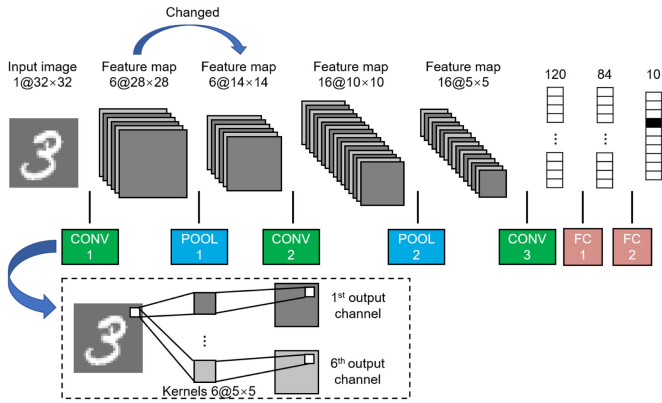 Changed
Input image
1@32×32
Feature map
6@28×28
Feature map
6@14×14
Feature map
16@10×10
Feature map
16@5×5
120
84
10
...
...
CONV
1
POOL
1
CONV
2
POOL
2
CONV
3
FC
1
FC
2
3
1st output
channel
...
6th output
channel
Kernels 6@5×5